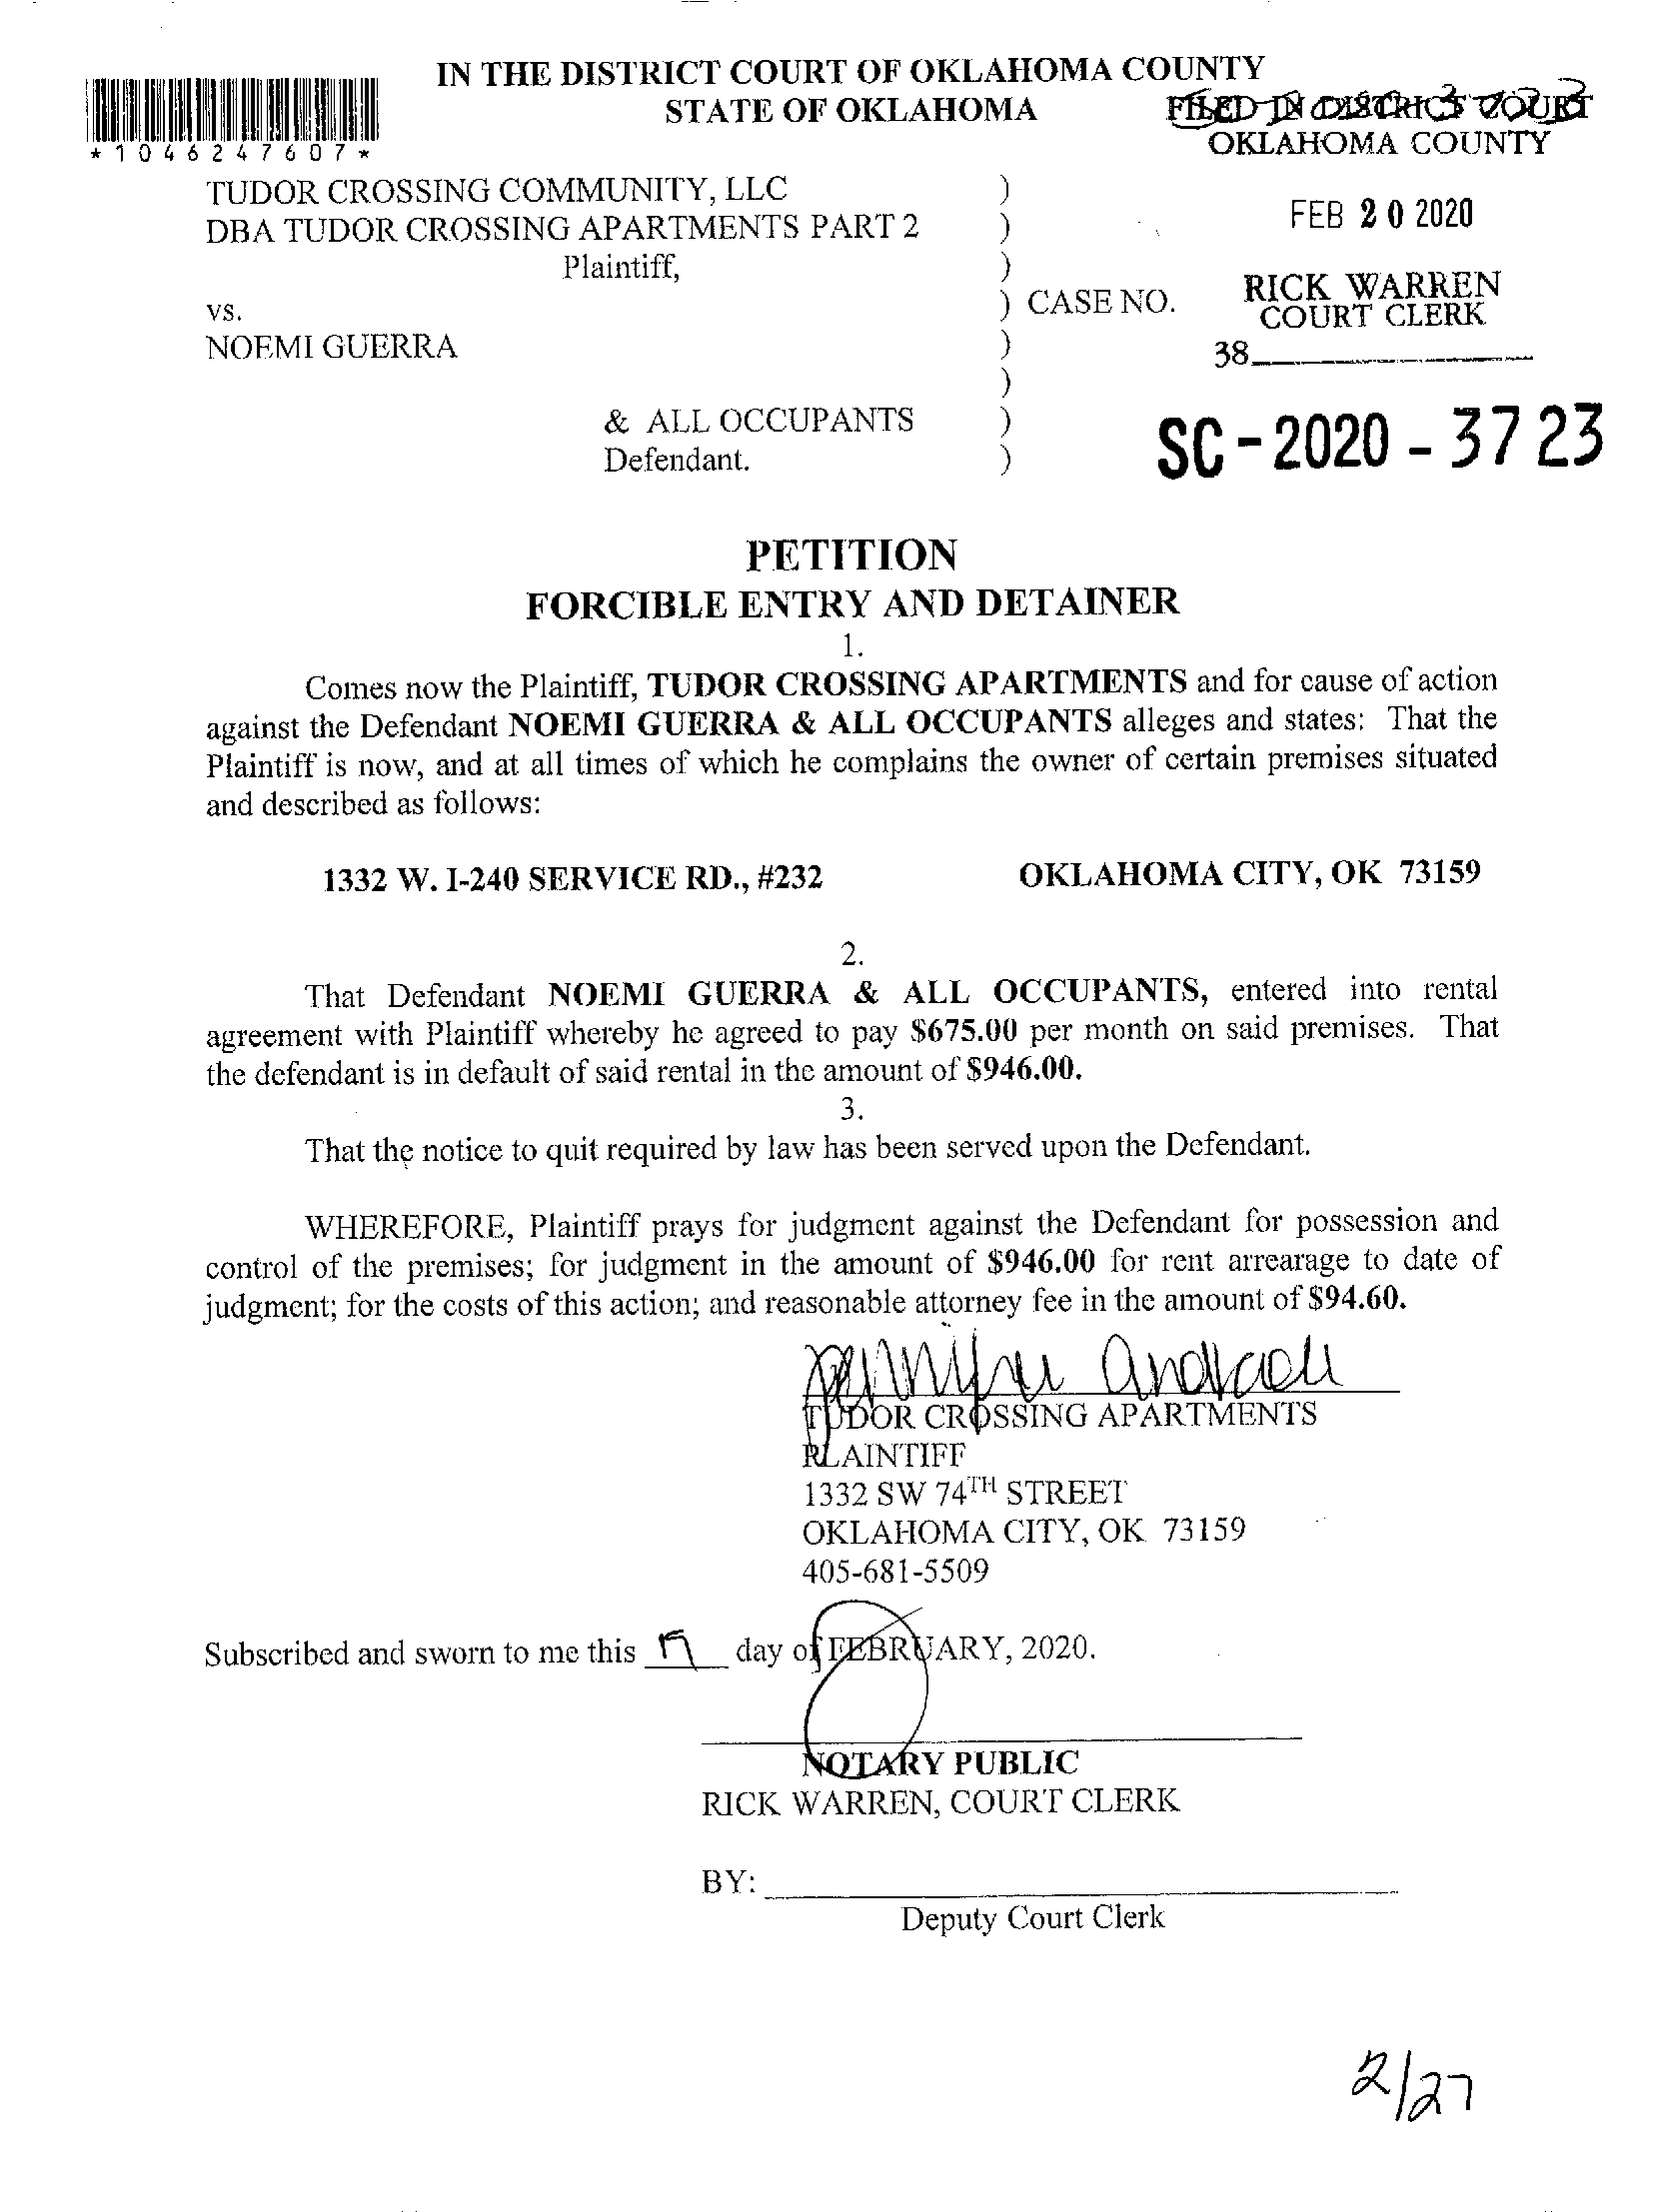 IN THE DISTRICT COURT OF OKLAHOMA COUNTY
STATE OF OKLAHOMA
FILED IN DISTRICT COURT
OKLAHOMA COUNTY
*1046247607*
TUDOR CROSSING COMMUNITY, LLC )
DBA TUDOR CROSSING APARTMENTS PART 2 )
FEB 20 2020
Plaintiff, )
vs. ) CASE NO.
RICK WARREN
COURT CLERK
NOEMI GUERRA )
38
)
& ALL OCCUPANTS )
Defendant. )
SC-2020-3723
PETITION
FORCIBLE ENTRY AND DETAINER
1.
Comes now the Plaintiff, TUDOR CROSSING APARTMENTS and for cause of action
against the Defendant NOEMI GUERRA & ALL OCCUPANTS alleges and states: That the
Plaintiff is now, and at all times of which he complains the owner of certain premises situated
and described as follows:
1332 W. I-240 SERVICE RD., #232 OKLAHOMA CITY, OK 73159
2.
That Defendant NOEMI GUERRA & ALL OCCUPANTS, entered into rental
agreement with Plaintiff whereby he agreed to pay $675.00 per month on said premises. That
the defendant is in default of said rental in the amount of $946.00.
3.
That the notice to quit required by law has been served upon the Defendant.
WHEREFORE, Plaintiff prays for judgment against the Defendant for possession and
control of the premises; for judgment in the amount of $946.00 for rent arrearage to date of
judgment; for the costs of this action; and reasonable attorney fee in the amount of $94.60.
TUDOR CROSSING APARTMENTS
PLAINTIFF
1332 SW 74TH STREET
OKLAHOMA CITY, OK 73159
405-681-5509
Subscribed and sworn to me this day of FEBRUARY, 2020.
NOTARY PUBLIC
RICK WARREN, COURT CLERK
BY:
Deputy Court Clerk
2/27